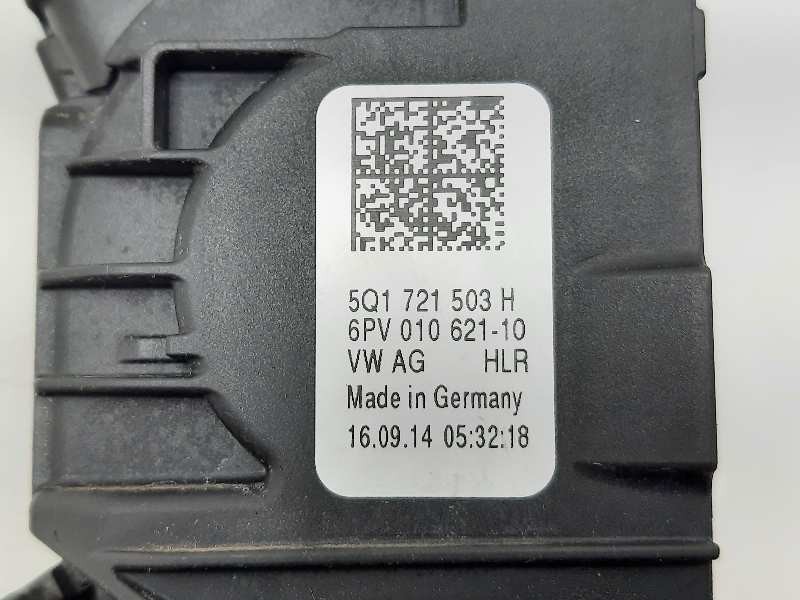 5Q1 721 503 H
6PV 010 621-10
VW AG HLR
Made in Germany
16.09.14 05:32:18